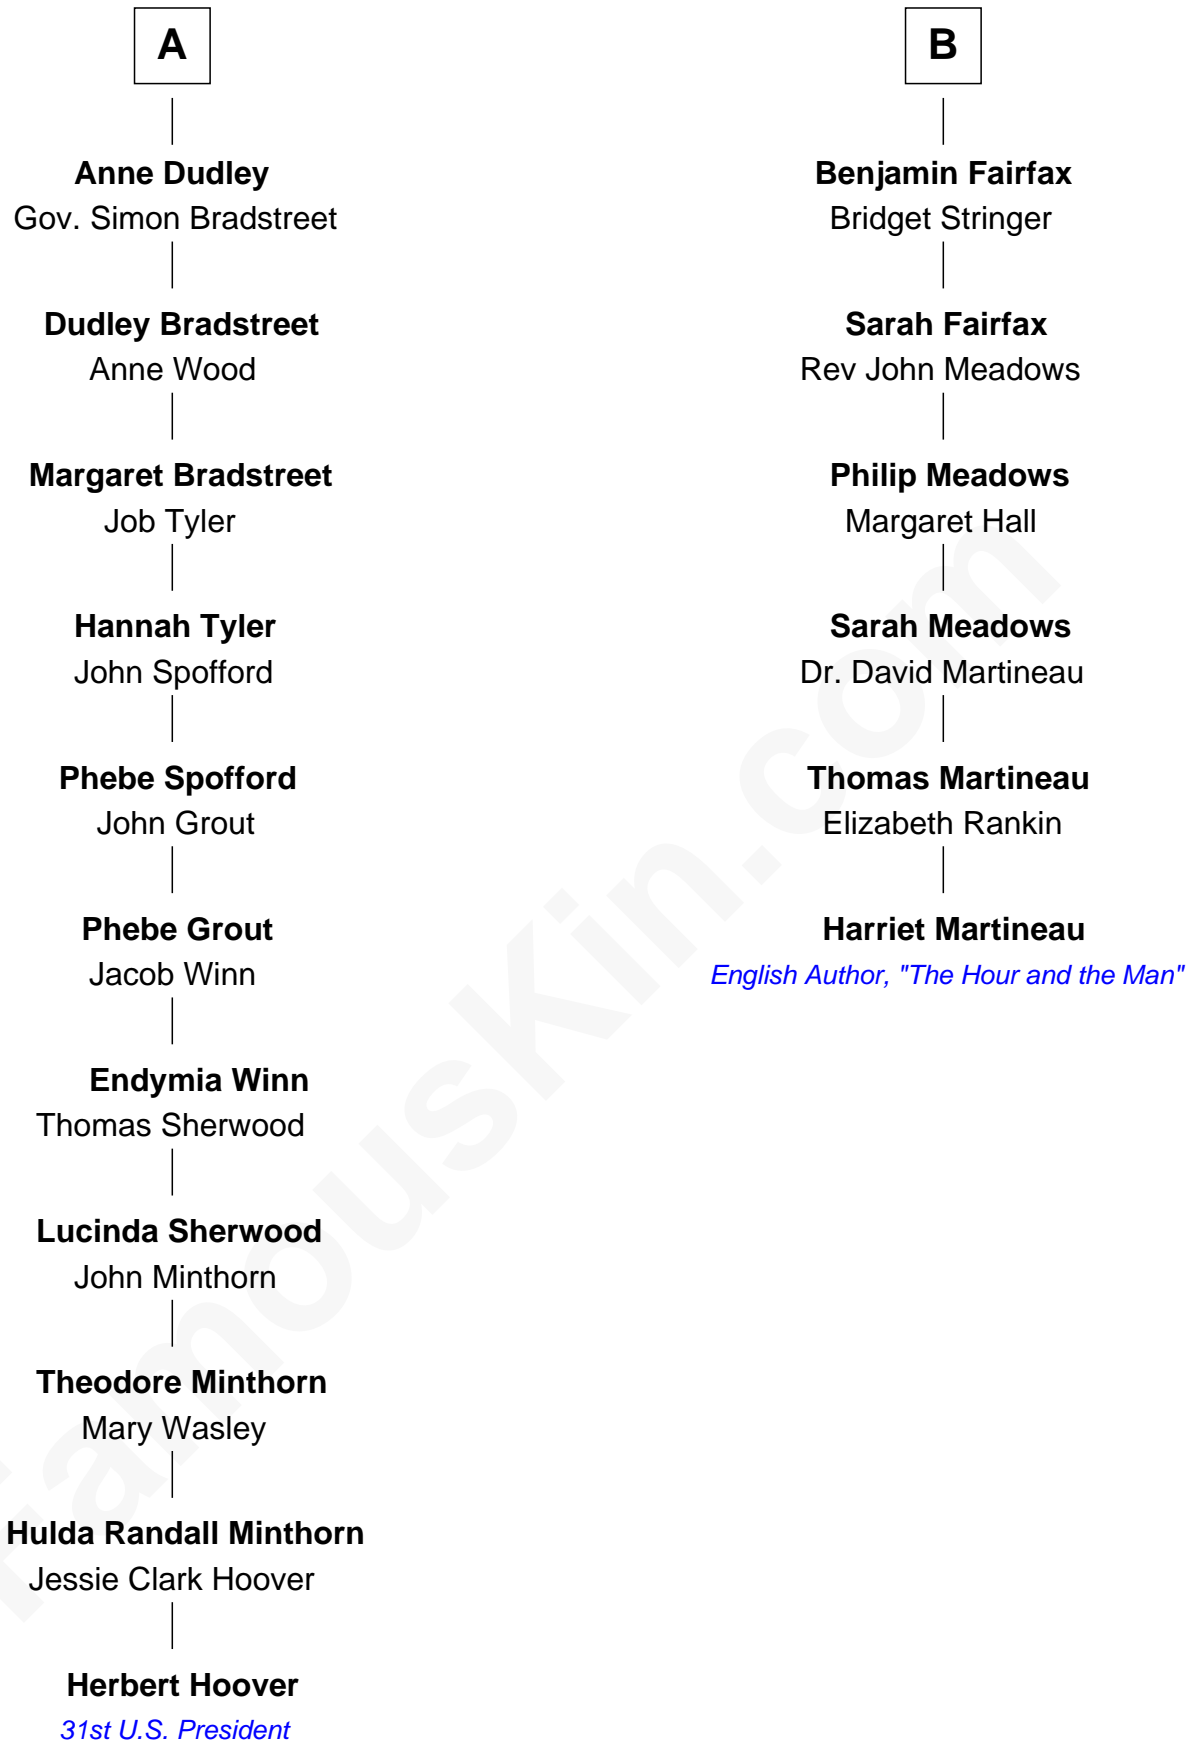 A
Anne Dudley
Gov. Simon Bradstreet
Dudley Bradstreet
Anne Wood
Margaret Bradstreet
Job Tyler
Hannah Tyler
John Spofford
Phebe Spofford
John Grout
Phebe Grout
Jacob Winn
Endymia Winn
Thomas Sherwood
Lucinda Sherwood
John Minthorn
Theodore Minthorn
Mary Wasley
Hulda Randall Minthorn
Jessie Clark Hoover
Herbert Hoover
31st U.S. President
B
Benjamin Fairfax
Bridget Stringer
Sarah Fairfax
Rev John Meadows
Philip Meadows
Margaret Hall
Sarah Meadows
Dr. David Martineau
Thomas Martineau
Elizabeth Rankin
Harriet Martineau
English Author, "The Hour and the Man"
famouskin.com